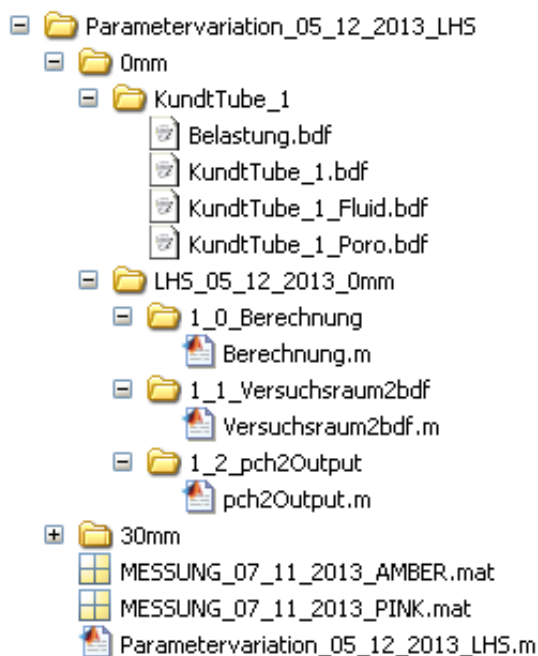 Parametervariation_05_12_2013_LHS
0mm
KundtTube_1
Belastung.bdf
KundtTube_1.bdf
KundtTube_1_Fluid.bdf
KundtTube_1_Poro.bdf
LHS_05_12_2013_0mm
1_0_Berechnung
Berechnung.m
1_1_Versuchsraum2bdf
Versuchsraum2bdf.m
1_2_pch2Output
pch2Output.m
30mm
MESSUNG_07_11_2013_AMBER.mat
MESSUNG_07_11_2013_PINK.mat
Parametervariation_05_12_2013_LHS.m